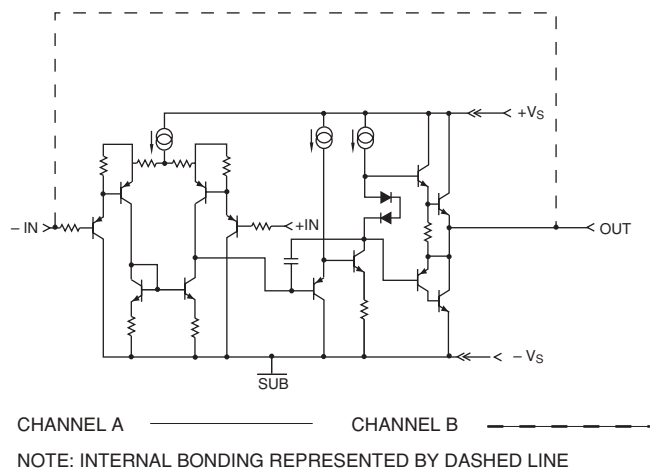 +VS
− IN
+IN
OUT
− VS
SUB
CHANNEL A CHANNEL B
NOTE: INTERNAL BONDING REPRESENTED BY DASHED LINE